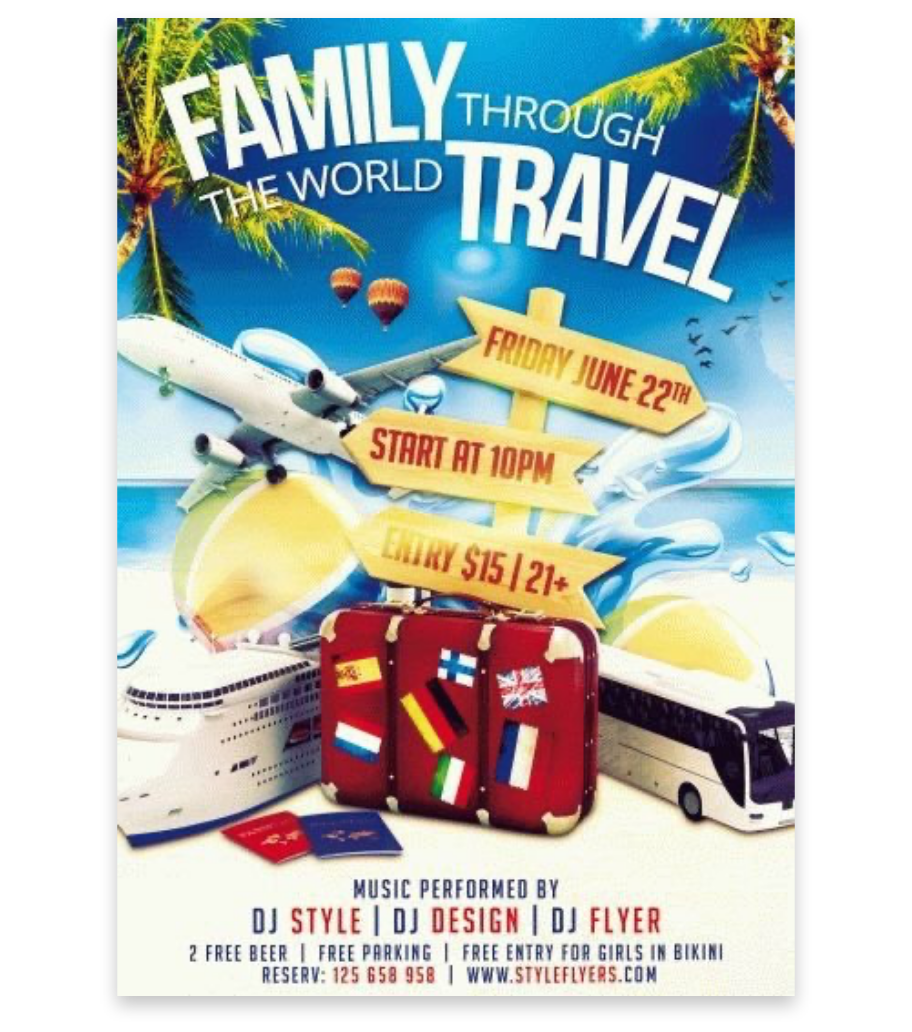 FAMILY THROUGH
THE WORLD TRAVEL
FRIDAY JUNE 22TH
START AT 10PM
ENTRY $15 | 21+
MUSIC PERFORMED BY
DJ STYLE | DJ DESIGN | DJ FLYER
2 FREE BEER | FREE PARKING | FREE ENTRY FOR GIRLS IN BIKINI
RESERV: 125 658 958 | WWW.STYLEFLYERS.COM